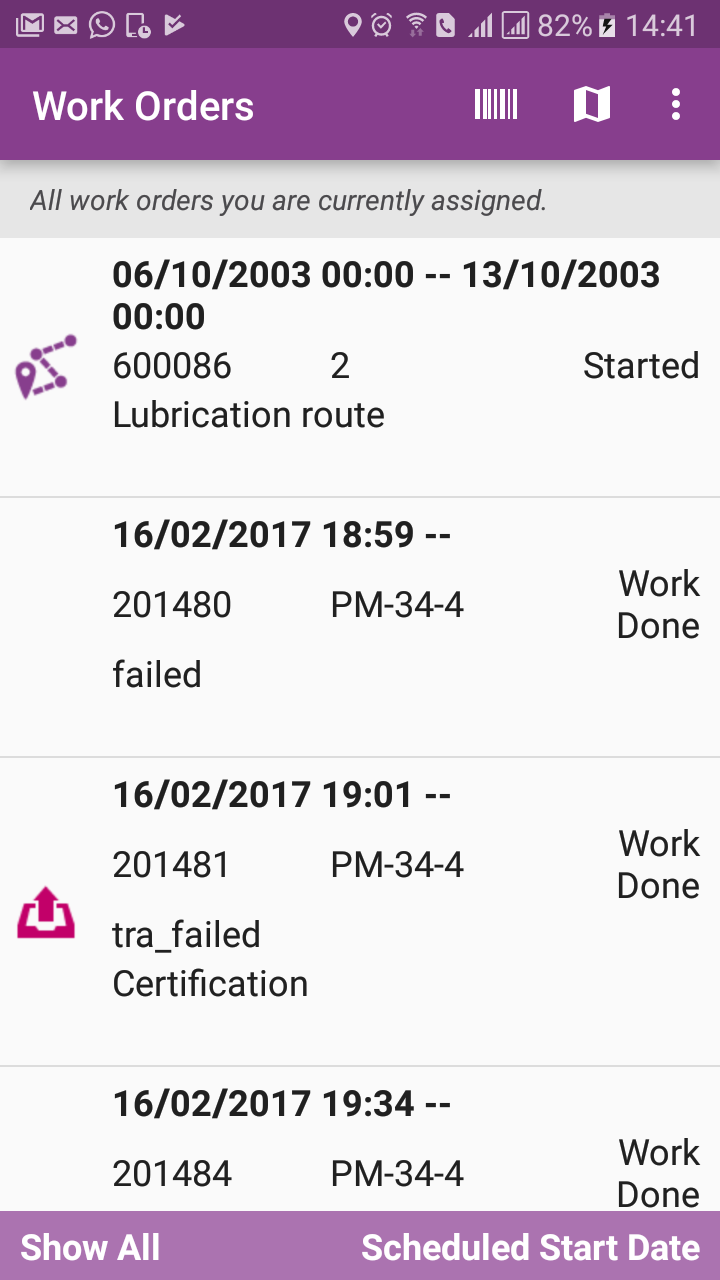 82% 14:41
Work Orders
All work orders you are currently assigned.
06/10/2003 00:00 -- 13/10/2003
00:00
600086 2 Started
Lubrication route
16/02/2017 18:59 --
201480 PM-34-4 Work
Done
failed
16/02/2017 19:01 --
201481 PM-34-4 Work
Done
tra_failed
Certification
16/02/2017 19:34 --
201484 PM-34-4 Work
Done
Show All Scheduled Start Date